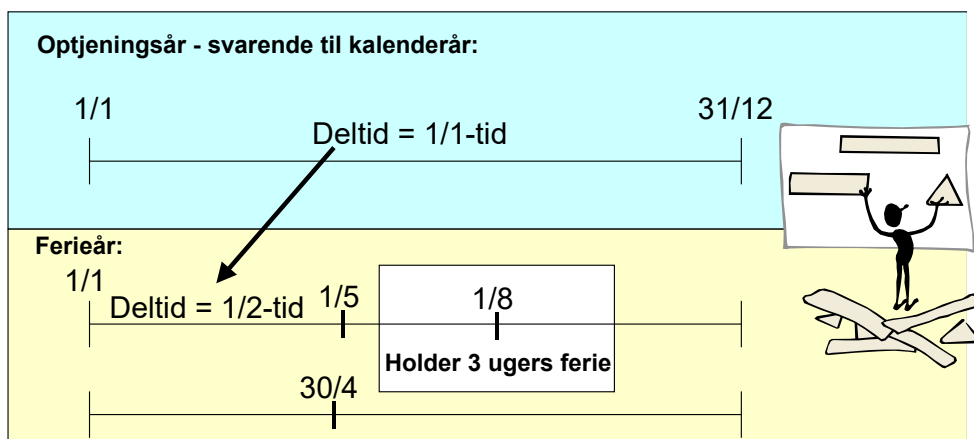 Optjeningsår - svarende til kalenderår:
1/1
31/12
Deltid = 1/1-tid
Ferieår:
1/1
Deltid = 1/2-tid
1/5
1/8
Holder 3 ugers ferie
30/4